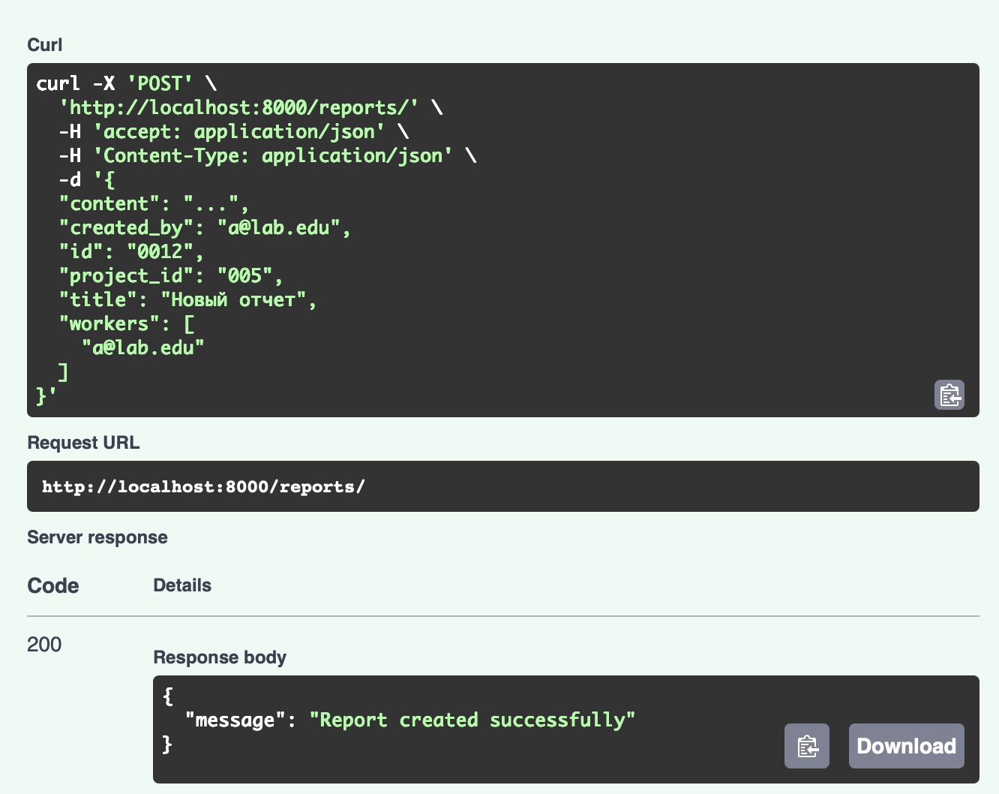 Curl
curl -X 'POST' \
  'http://localhost:8000/reports/' \
  -H 'accept: application/json' \
  -H 'Content-Type: application/json' \
  -d '{
  "content": "...",
  "created_by": "a@lab.edu",
  "id": "0012",
  "project_id": "005",
  "title": "Новый отчет",
  "workers": [
    "a@lab.edu"
  ]
}'
Request URL
http://localhost:8000/reports/
Server response
Code Details
200
Response body
{
  "message": "Report created successfully"
}
Download